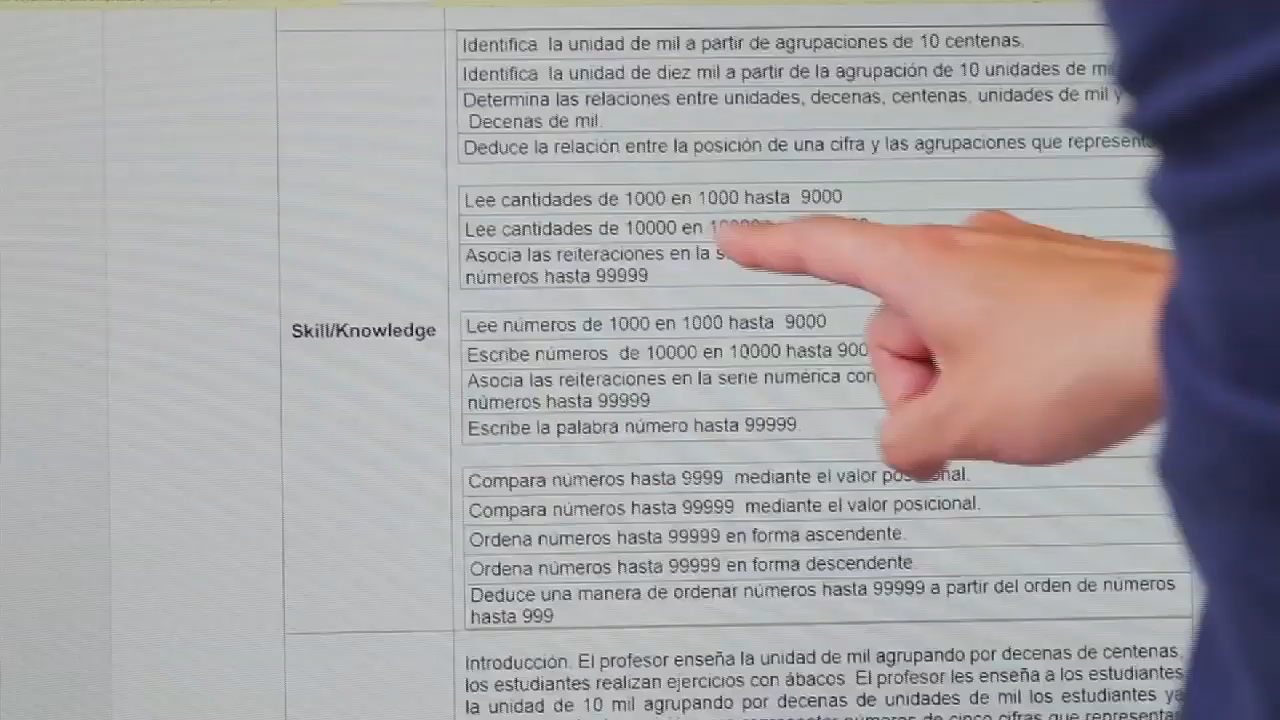 Identifica la unidad de mil a partir de agrupaciones de 10 centenas.
Identifica la unidad de diez mil a partir de la agrupación de 10 unidades de
Determina las relaciones entre unidades, decenas, centenas, unidades de mil y
Decenas de mil.
Deduce la relación entre la posición de una cifra y las agrupaciones que
Lee cantidades de 1000 en 1000 hasta 9000
Lee cantidades de 10000 en
Asocia las reiteraciones en la
números hasta 99999
Skill/Knowledge
Lee números de 1000 en 1000 hasta 9000
Escribe números de 10000 en 10000 hasta
Asocia las reiteraciones en la serie numérica con
números hasta 99999
Escribe la palabra número hasta 99999.
Compara números hasta 9999 mediante el valor
Compara números hasta 99999 mediante el valor posicional.
Ordena números hasta 99999 en forma ascendente.
Ordena números hasta 99999 en forma descendente.
Deduce una manera de ordenar números hasta 99999 a partir del orden de números
hasta 999
Introducción. El profesor enseña la unidad de mil agrupando por decenas de centenas,
los estudiantes realizan ejercicios con ábacos. El profesor les enseña a los estudiantes
la unidad de 10 mil agrupando por decenas de unidades de mil los estudiantes ya
números de cinco cifras que